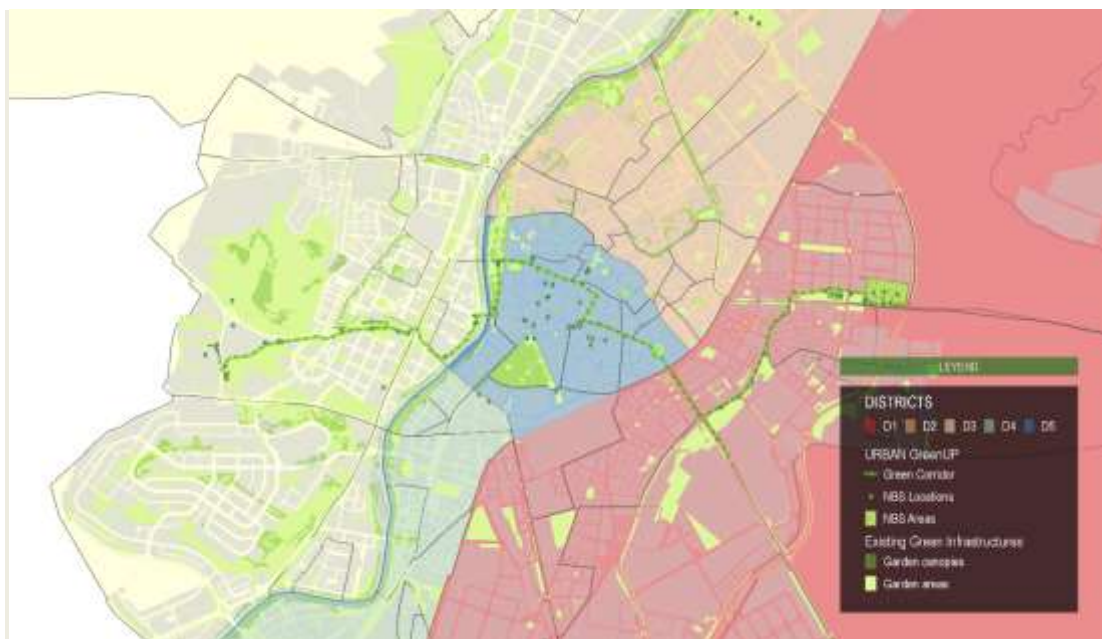 LEYEND
DISTRICTS
D1 D2 D3 D4 D5
URBAN GreenUP
Green Corridor
NBS Locations
NBS Areas
Existing Green Infrastructures
Garden canopies
Garden areas